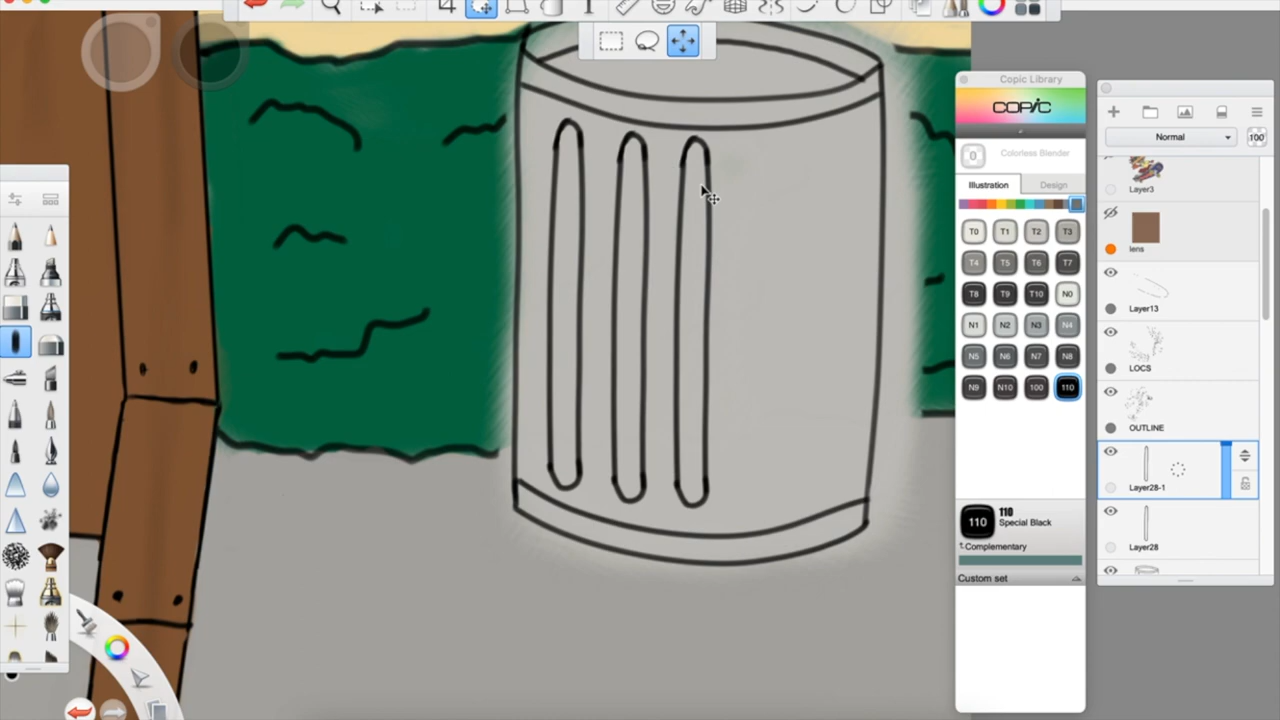 Copic Library
COPIC
0 Colorless Blender
Illustration Design
T0 T1 T2 T3
T4 T5 T6 T7
T8 T9 T10 N0
N1 N2 N3 N4
N5 N6 N7 N8
N9 N10 100 110
110 110
Special Black
Complementary
Custom set
Normal 100
Layer3
lens
Layer13
LOCS
OUTLINE
Layer28-1
Layer28